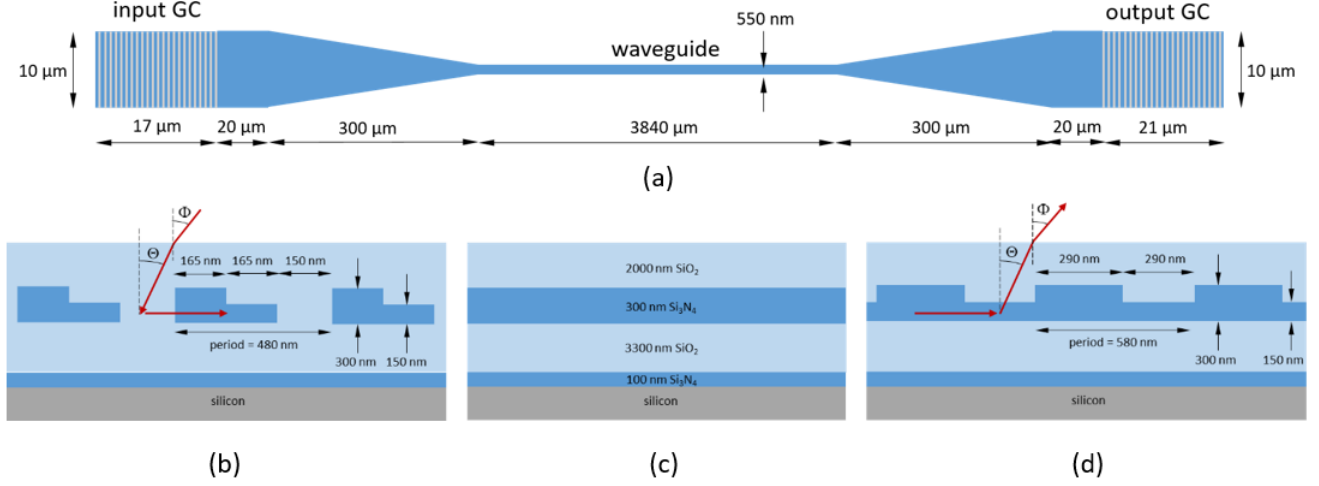 input GC
550 nm
output GC
waveguide
10 µm
10 µm
17 µm
20 µm
300 µm
3840 µm
300 µm
20 µm
21 µm
(a)
Φ
Θ
165 nm
165 nm
150 nm
period = 480 nm
300 nm
150 nm
silicon
(b)
2000 nm SiO₂
300 nm Si₃N₄
3300 nm SiO₂
100 nm Si₃N₄
silicon
(c)
Φ
Θ
290 nm
290 nm
period = 580 nm
300 nm
150 nm
silicon
(d)